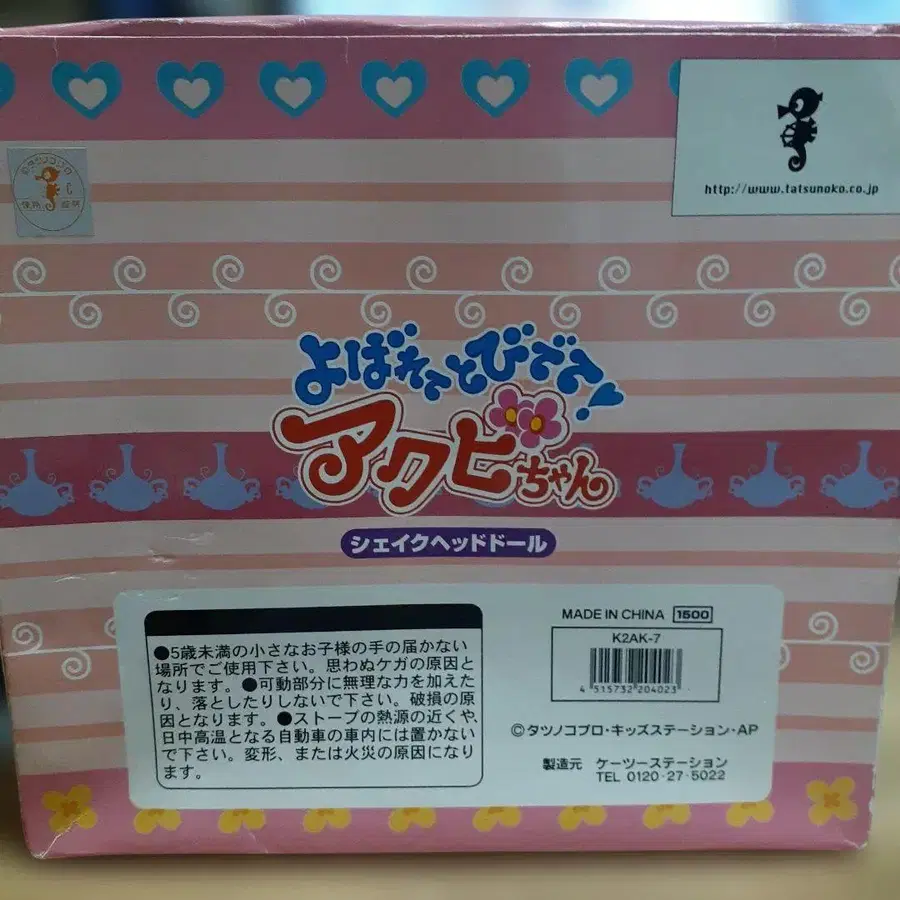 ©タツノコプロ
使用 証紙
http://www.tatsunoko.co.jp
よばれてとびでて!
アクビちゃん
シェイクヘッドドール
●5歳未満の小さなお子様の手の届かない
場所でご使用下さい。思わぬケガの原因と
なります。●可動部分に無理な力を加えた
り、落としたりしないで下さい。破損の原
因となります。●ストーブの熱源の近くや、
日中高温となる自動車の車内には置かない
で下さい。変形、または火災の原因になり
ます。
MADE IN CHINA 1500
K2AK-7
4 515732 204023
©タツノコプロ・キッズステーション・AP
製造元 ケーツーステーション
TEL 0120-27-5022